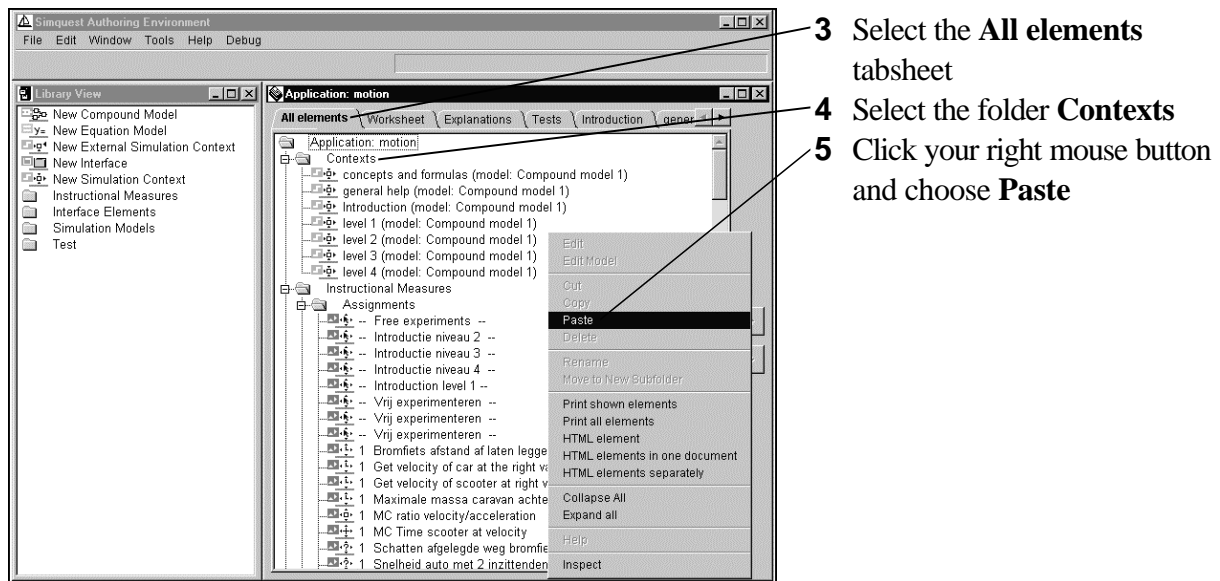 Simquest Authoring Environment
File Edit Window Tools Help Debug
Library View
New Compound Model
y= New Equation Model
New External Simulation Context
New Interface
New Simulation Context
Instructional Measures
Interface Elements
Simulation Models
Test
Application: motion
All elements Worksheet Explanations Tests Introduction gener
Application: motion
Contexts
concepts and formulas (model: Compound model 1)
general help (model: Compound model 1)
Introduction (model: Compound model 1)
level 1 (model: Compound model 1)
level 2 (model: Compound model 1)
level 3 (model: Compound model 1)
level 4 (model: Compound model 1)
Instructional Measures
Assignments
-- Free experiments --
-- Introductie niveau 2 --
-- Introductie niveau 3 --
-- Introductie niveau 4 --
-- Introduction level 1 --
-- Vrij experimenteren --
-- Vrij experimenteren --
-- Vrij experimenteren --
1 Bromfiets afstand af laten legge
1 Get velocity of car at the right va
1 Get velocity of scooter at right v
1 Maximale massa caravan achte
1 MC ratio velocity/acceleration
1 MC Time scooter at velocity
1 Schatten afgelegde weg bromfie
1 Snelheid auto met 2 inzittenden
Edit
Edit Model
Cut
Copy
Paste
Delete
Rename
Move to New Subfolder
Print shown elements
Print all elements
HTML element
HTML elements in one document
HTML elements separately
Collapse All
Expand all
Help
Inspect
3 Select the All elements
tabsheet
4 Select the folder Contexts
5 Click your right mouse button
and choose Paste